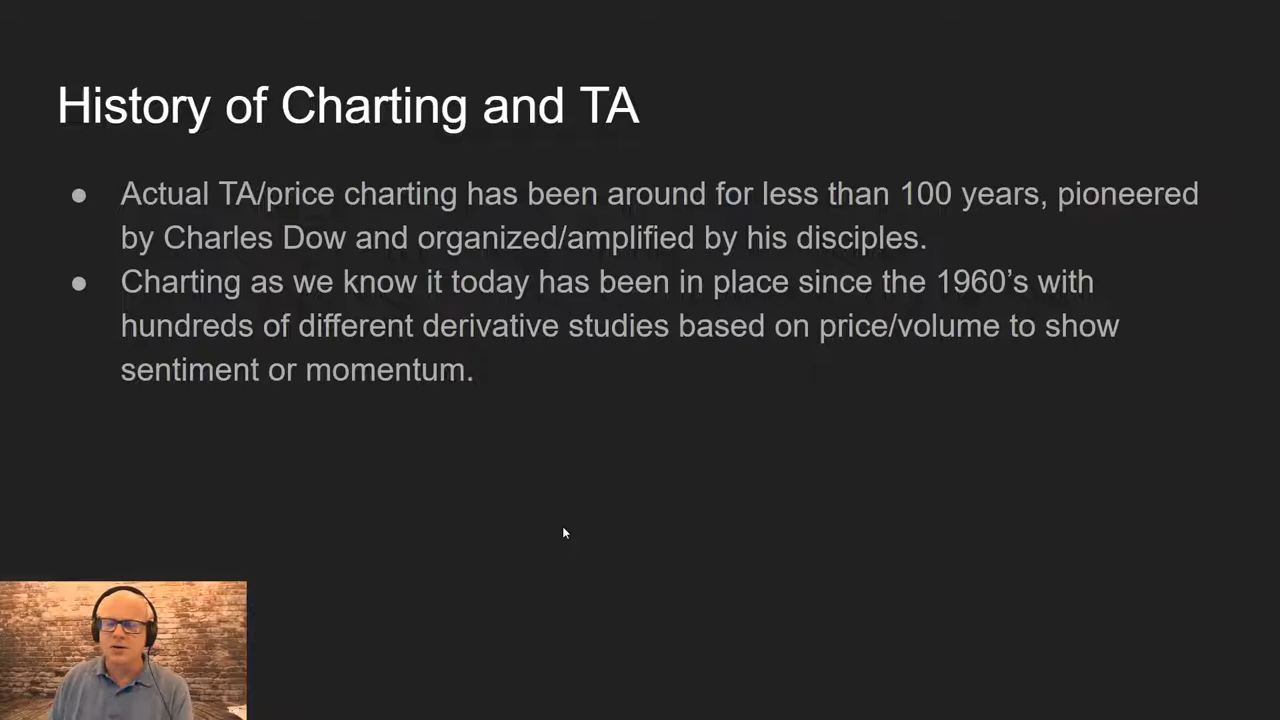 History of Charting and TA
● Actual TA/price charting has been around for less than 100 years, pioneered
by Charles Dow and organized/amplified by his disciples.
● Charting as we know it today has been in place since the 1960’s with
hundreds of different derivative studies based on price/volume to show
sentiment or momentum.